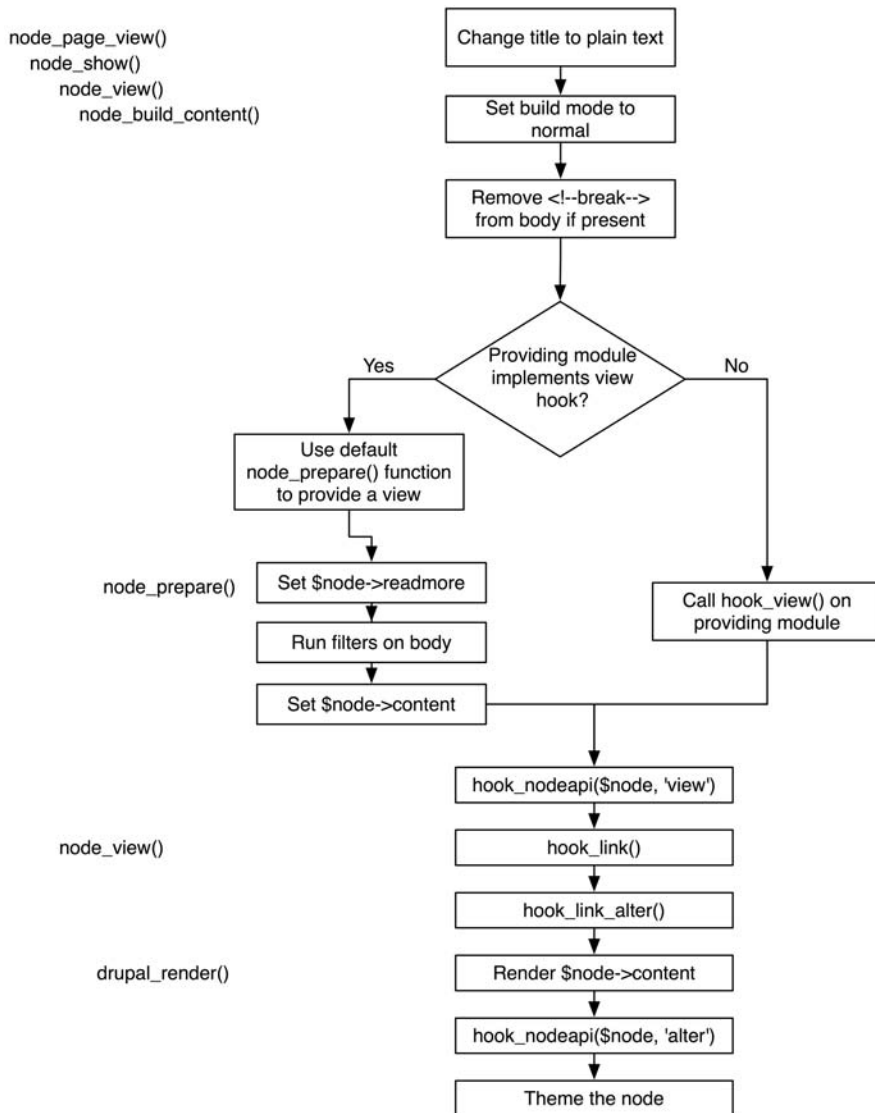 node_page_view()
node_show()
node_view()
node_build_content()
Change title to plain text
Set build mode to
normal
Remove <!--break-->
from body if present
Providing module
implements view
hook?
Yes
No
Use default
node_prepare() function
to provide a view
node_prepare()
Set $node->readmore
Run filters on body
Set $node->content
Call hook_view() on
providing module
hook_nodeapi($node, 'view')
node_view()
hook_link()
hook_link_alter()
drupal_render()
Render $node->content
hook_nodeapi($node, 'alter')
Theme the node